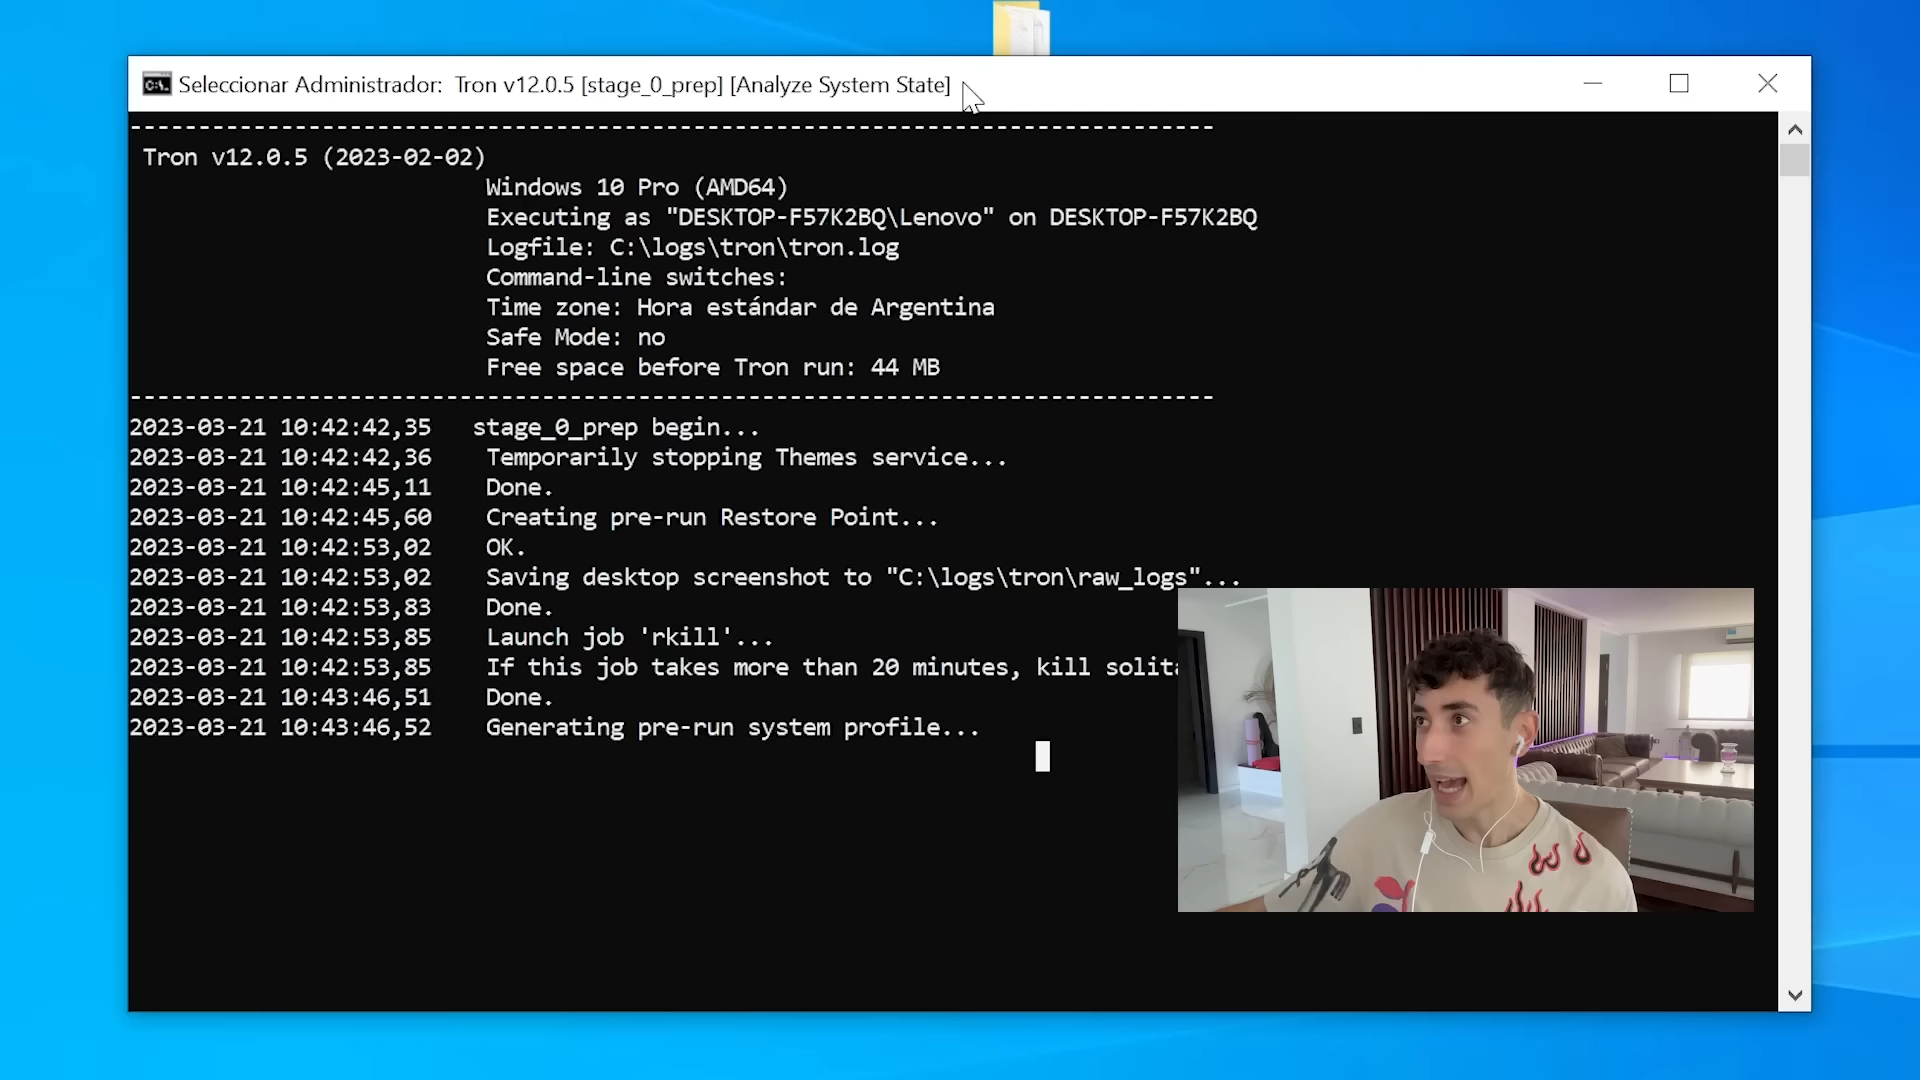 Seleccionar Administrador: Tron v12.0.5 [stage_0_prep] [Analyze System State]
Tron v12.0.5 (2023-02-02)
Windows 10 Pro (AMD64)
Executing as "DESKTOP-F57K2BQ\Lenovo" on DESKTOP-F57K2BQ
Logfile: C:\logs\tron\tron.log
Command-line switches:
Time zone: Hora estándar de Argentina
Safe Mode: no
Free space before Tron run: 44 MB
2023-03-21 10:42:42,35 stage_0_prep begin...
2023-03-21 10:42:42,36 Temporarily stopping Themes service...
2023-03-21 10:42:45,11 Done.
2023-03-21 10:42:45,60 Creating pre-run Restore Point...
2023-03-21 10:42:53,02 OK.
2023-03-21 10:42:53,02 Saving desktop screenshot to "C:\logs\tron\raw_logs"...
2023-03-21 10:42:53,83 Done.
2023-03-21 10:42:53,85 Launch job 'rkill'...
2023-03-21 10:42:53,85 If this job takes more than 20 minutes, kill
2023-03-21 10:43:46,51 Done.
2023-03-21 10:43:46,52 Generating pre-run system profile...